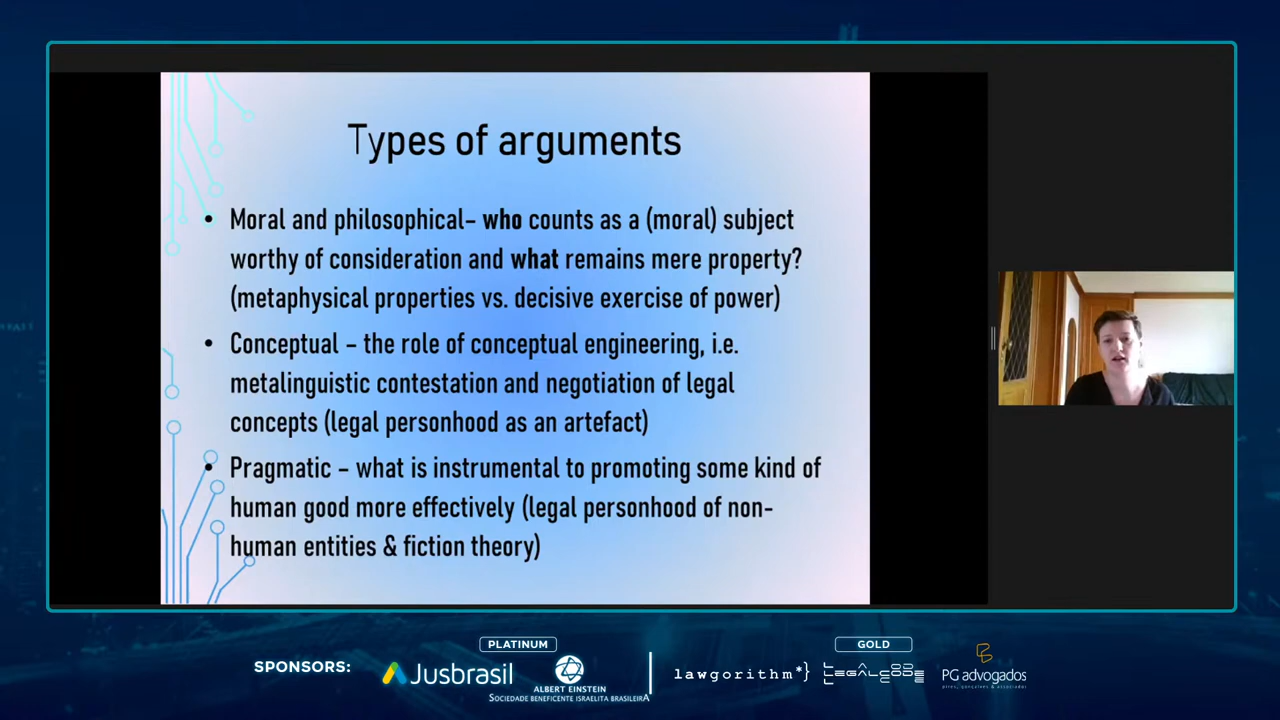 Types of arguments
• Moral and philosophical– who counts as a (moral) subject
worthy of consideration and what remains mere property?
(metaphysical properties vs. decisive exercise of power)
• Conceptual – the role of conceptual engineering, i.e.
metalinguistic contestation and negotiation of legal
concepts (legal personhood as an artefact)
• Pragmatic – what is instrumental to promoting some kind of
human good more effectively (legal personhood of non-
human entities & fiction theory)
PLATINUM
GOLD
SPONSORS:
Jusbrasil
ALBERT EINSTEIN
SOCIEDADE BENEFICENTE ISRAELITA BRASILEIRA
lawgorithm*}
LEGALCODE
PG advogados